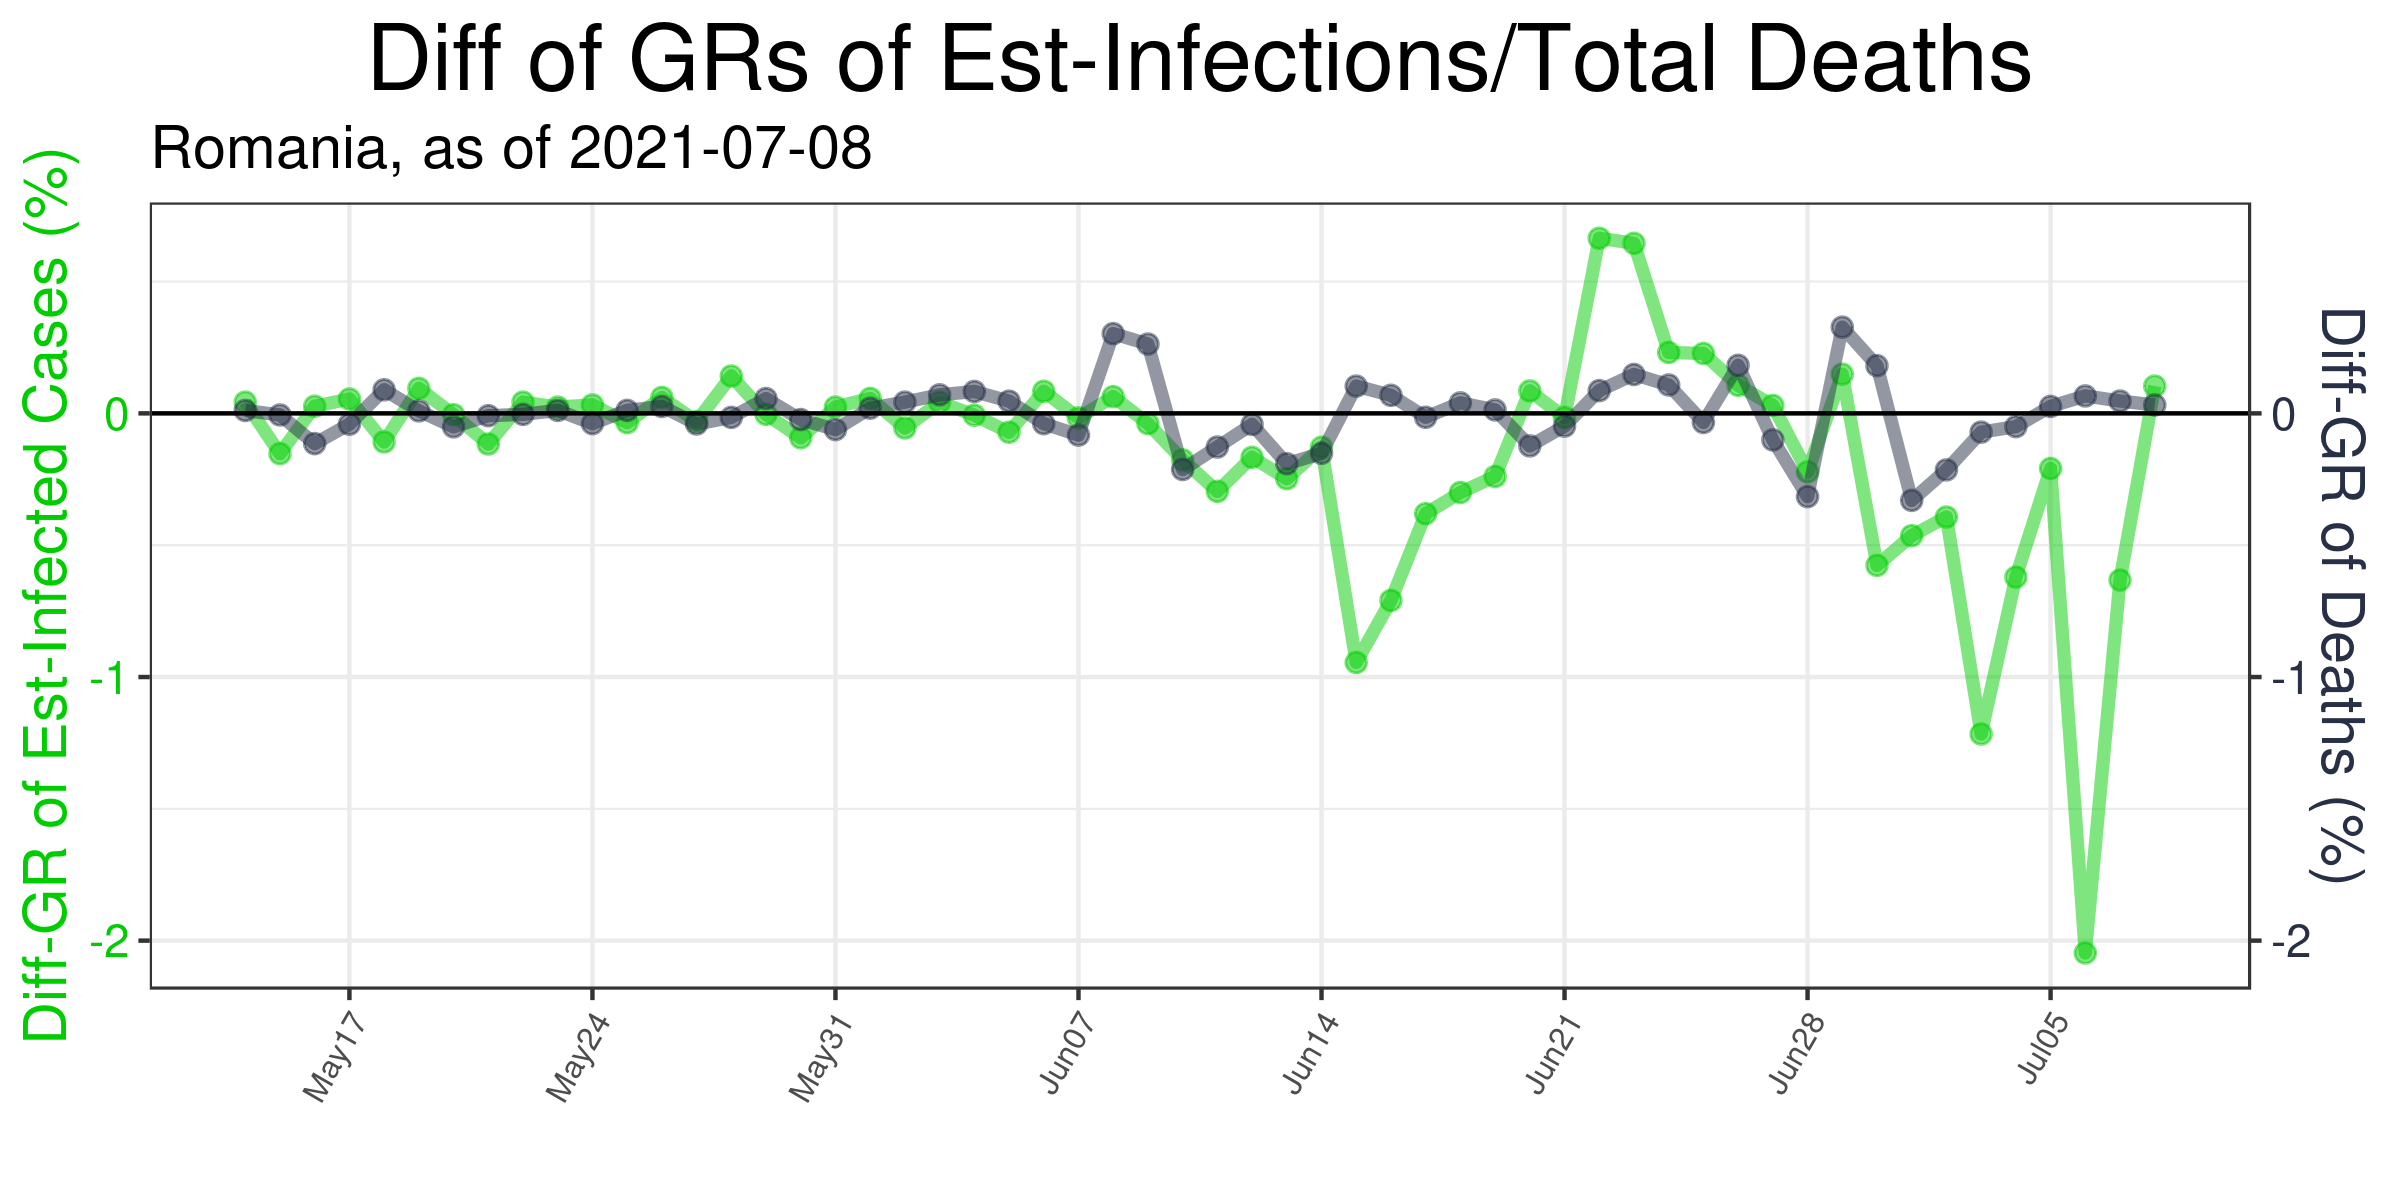 Diff of GRs of Est-Infections/Total Deaths
Romania, as of 2021-07-08
Diff-GR of Est-Infected Cases (%)
0
-1
-2
0
-1
-2
Diff-GR of Deaths (%)
May17
May24
May31
Jun07
Jun14
Jun21
Jun28
Jul05